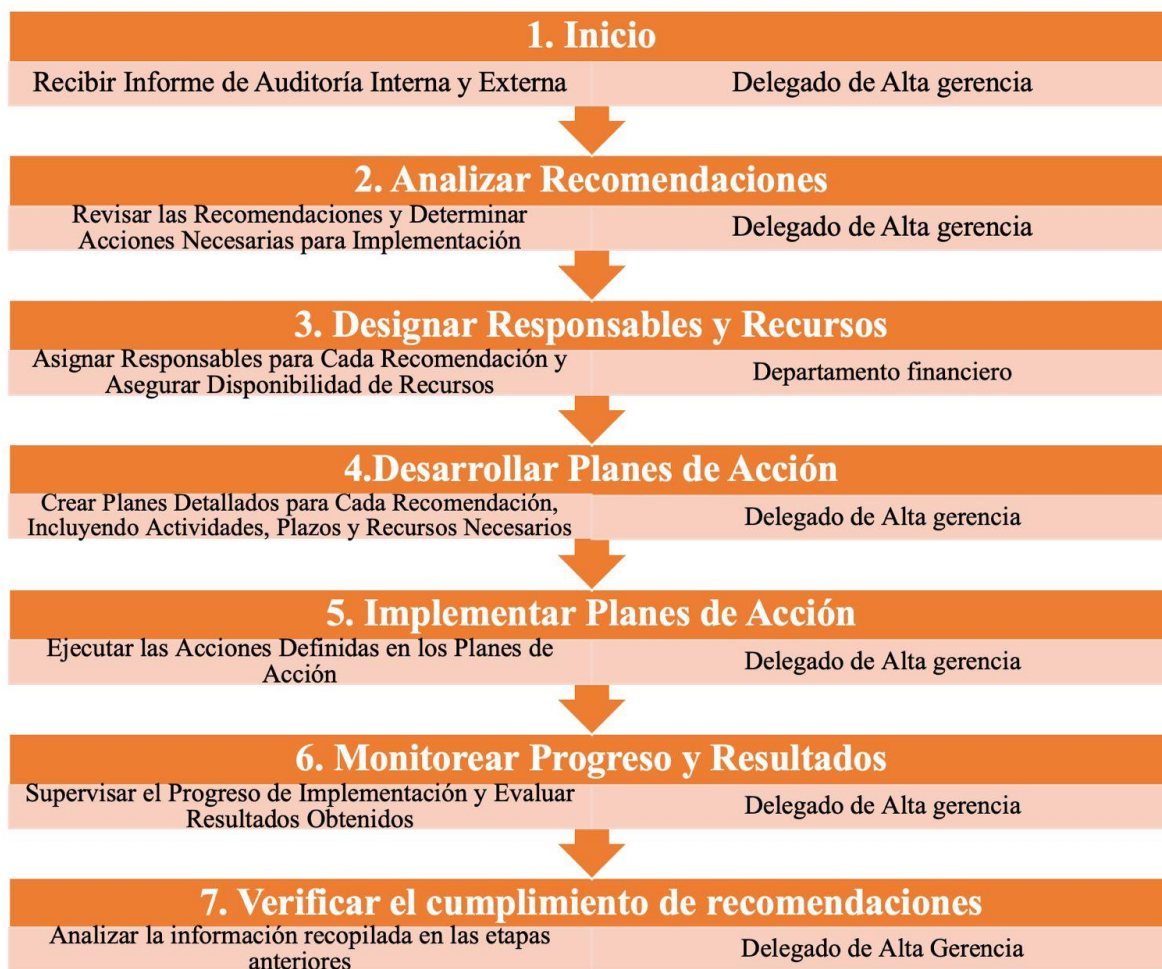 1. Inicio
Recibir Informe de Auditoría Interna y Externa
Delegado de Alta gerencia
2. Analizar Recomendaciones
Revisar las Recomendaciones y Determinar
Acciones Necesarias para Implementación
Delegado de Alta gerencia
3. Designar Responsables y Recursos
Asignar Responsables para Cada Recomendación y
Asegurar Disponibilidad de Recursos
Departamento financiero
4.Desarrollar Planes de Acción
Crear Planes Detallados para Cada Recomendación,
Incluyendo Actividades, Plazos y Recursos Necesarios
Delegado de Alta gerencia
5. Implementar Planes de Acción
Ejecutar las Acciones Definidas en los Planes de
Acción
Delegado de Alta gerencia
6. Monitorear Progreso y Resultados
Supervisar el Progreso de Implementación y Evaluar
Resultados Obtenidos
Delegado de Alta gerencia
7. Verificar el cumplimiento de recomendaciones
Analizar la información recopilada en las etapas
anteriores
Delegado de Alta Gerencia